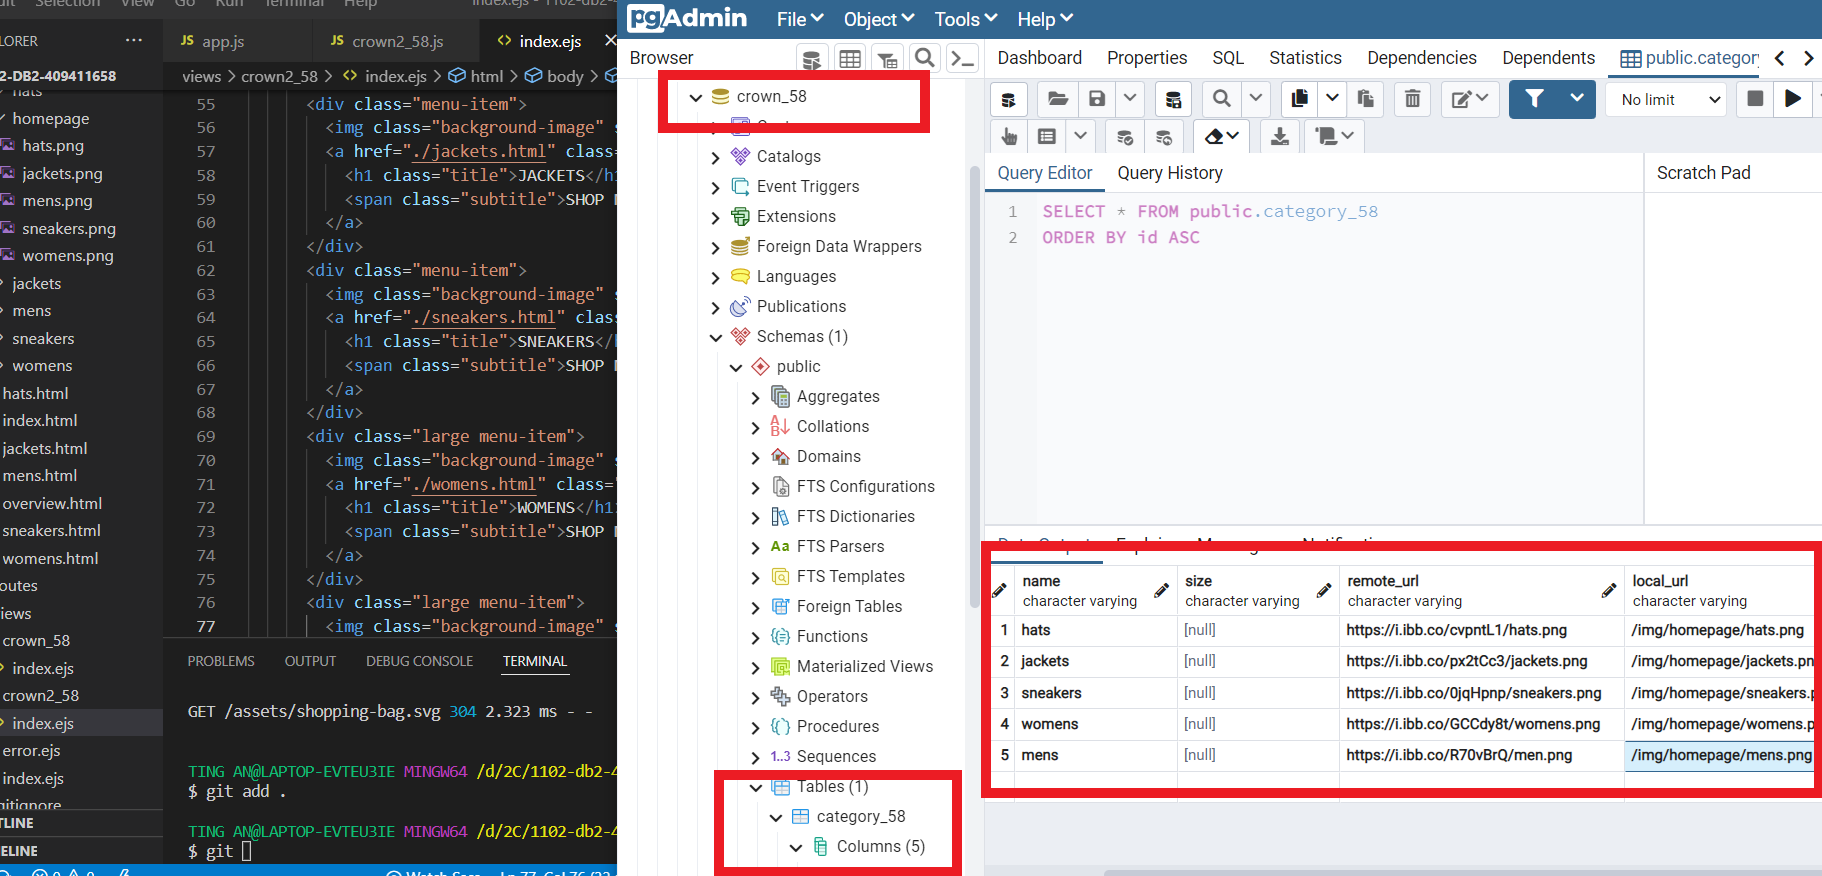 View Go Run Terminal Help index.ejs - 1102-db2-4
LORER ...
2-DB2-409411658
hats
homepage
hats.png
jackets.png
mens.png
sneakers.png
womens.png
jackets
mens
sneakers
womens
hats.html
index.html
jackets.html
mens.html
overview.html
sneakers.html
womens.html
outes
iews
crown_58
index.ejs
crown2_58
index.ejs
error.ejs
index.ejs
gitignore
TLINE
ELINE
JS app.js
JS crown2_58.js
<> index.ejs
views > crown2_58 > <> index.ejs > html > body >
55 <div class="menu-item">
56 <img class="background-image" s
57 <a href="./jackets.html" class=
58 <h1 class="title">JACKETS</h1
59 <span class="subtitle">SHOP N
60 </a>
61 </div>
62 <div class="menu-item">
63 <img class="background-image" s
64 <a href="./sneakers.html" class
65 <h1 class="title">SNEAKERS</h
66 <span class="subtitle">SHOP N
67 </a>
68 </div>
69 <div class="large menu-item">
70 <img class="background-image" s
71 <a href="./womens.html" class="
72 <h1 class="title">WOMENS</h1>
73 <span class="subtitle">SHOP N
74 </a>
75 </div>
76 <div class="large menu-item">
77 <img class="background-image" s
PROBLEMS OUTPUT DEBUG CONSOLE TERMINAL
GET /assets/shopping-bag.svg 304 2.323 ms - -
TING AN@LAPTOP-EVTEU3IE MINGW64 /d/2C/1102-db2-4
$ git add .
TING AN@LAPTOP-EVTEU3IE MINGW64 /d/2C/1102-db2-4
$ git
0 0
pgAdmin File Object Tools Help
Browser
crown_58
Catalogs
Event Triggers
Extensions
Foreign Data Wrappers
Languages
Publications
Schemas (1)
public
Aggregates
Collations
Domains
FTS Configurations
FTS Dictionaries
Aa FTS Parsers
FTS Templates
Foreign Tables
Functions
Materialized Views
Operators
Procedures
1..3 Sequences
Tables (1)
category_58
Columns (5)
Dashboard Properties SQL Statistics Dependencies Dependents public.category
No limit
Query Editor Query History
Scratch Pad
1 SELECT * FROM public.category_58
2 ORDER BY id ASC
name size remote_url local_url
character varying character varying character varying character varying
1 hats [null] https://i.ibb.co/cvpntL1/hats.png /img/homepage/hats.png
2 jackets [null] https://i.ibb.co/px2tCc3/jackets.png /img/homepage/jackets.pn
3 sneakers [null] https://i.ibb.co/0jqHpnp/sneakers.png /img/homepage/sneakers.p
4 womens [null] https://i.ibb.co/GCCdy8t/womens.png /img/homepage/womens.p
5 mens [null] https://i.ibb.co/R70vBrQ/men.png /img/homepage/mens.png